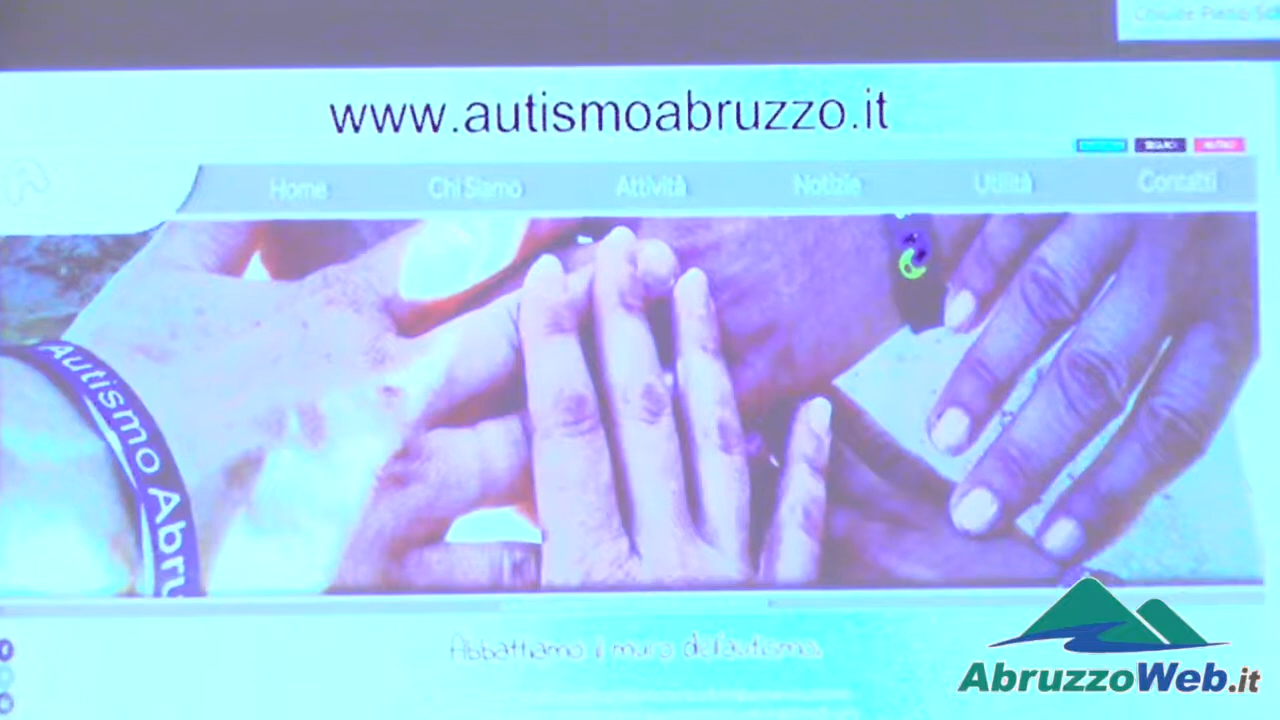 www.autismoabruzzo.it
Home Chi Siamo Attività Notizie Utilità Contatti
Autismo Abru
Abbattiamo il muro dell'autismo.
AbruzzoWeb.it